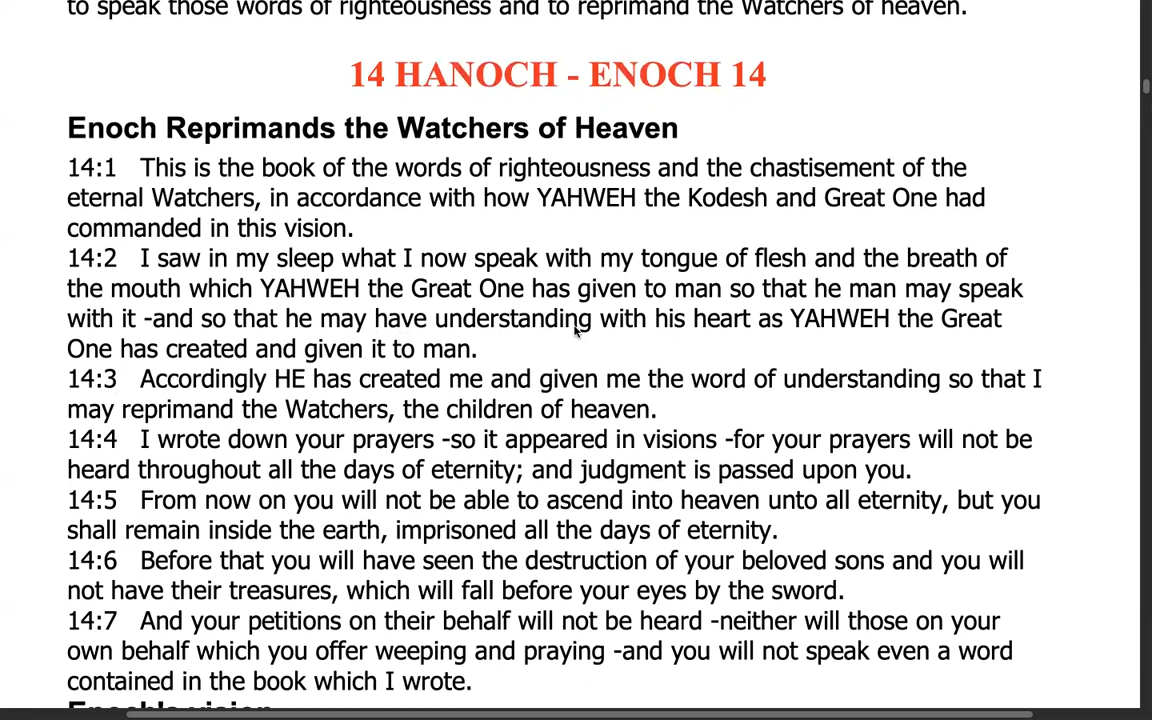 to speak those words of righteousness and to reprimand the Watchers of heaven.
14 HANOCH - ENOCH 14
Enoch Reprimands the Watchers of Heaven
14:1 This is the book of the words of righteousness and the chastisement of the
eternal Watchers, in accordance with how YAHWEH the Kodesh and Great One had
commanded in this vision.
14:2 I saw in my sleep what I now speak with my tongue of flesh and the breath of
the mouth which YAHWEH the Great One has given to man so that he man may speak
with it -and so that he may have understanding with his heart as YAHWEH the Great
One has created and given it to man.
14:3 Accordingly HE has created me and given me the word of understanding so that I
may reprimand the Watchers, the children of heaven.
14:4 I wrote down your prayers -so it appeared in visions -for your prayers will not be
heard throughout all the days of eternity; and judgment is passed upon you.
14:5 From now on you will not be able to ascend into heaven unto all eternity, but you
shall remain inside the earth, imprisoned all the days of eternity.
14:6 Before that you will have seen the destruction of your beloved sons and you will
not have their treasures, which will fall before your eyes by the sword.
14:7 And your petitions on their behalf will not be heard -neither will those on your
own behalf which you offer weeping and praying -and you will not speak even a word
contained in the book which I wrote.
Enoch's vision